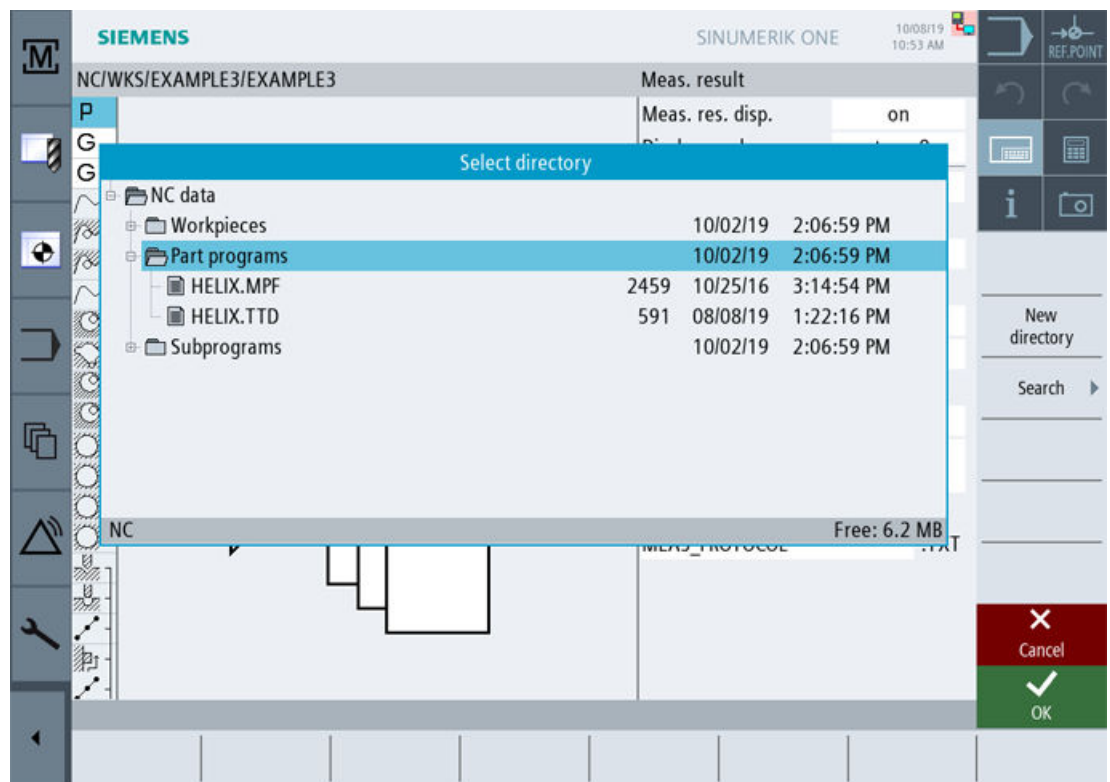 M
SIEMENS
SINUMERIK ONE
10/08/19
10:53 AM
REF.POINT
NC/WKS/EXAMPLE3/EXAMPLE3
Meas. result
P
Meas. res. disp. on
G
G
Select directory
NC data
Workpieces 10/02/19 2:06:59 PM
Part programs 10/02/19 2:06:59 PM
HELIX.MPF 2459 10/25/16 3:14:54 PM
HELIX.TTD 591 08/08/19 1:22:16 PM
Subprograms 10/02/19 2:06:59 PM
NC Free: 6.2 MB
MEAS_PROTOCOL .TXT
New
directory
Search
Cancel
OK